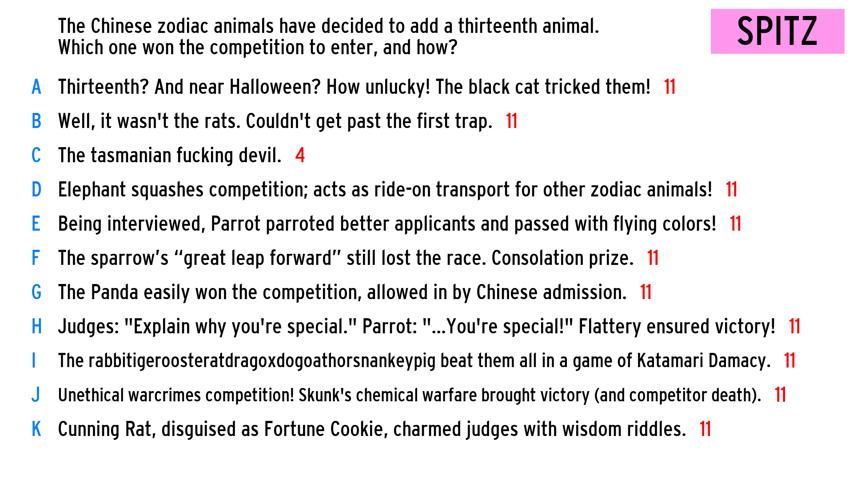 The Chinese zodiac animals have decided to add a thirteenth animal.
Which one won the competition to enter, and how?
SPITZ
A Thirteenth? And near Halloween? How unlucky! The black cat tricked them! 11
B Well, it wasn't the rats. Couldn't get past the first trap. 11
C The tasmanian fucking devil. 4
D Elephant squashes competition; acts as ride-on transport for other zodiac animals! 11
E Being interviewed, Parrot parroted better applicants and passed with flying colors! 11
F The sparrow's “great leap forward” still lost the race. Consolation prize. 11
G The Panda easily won the competition, allowed in by Chinese admission. 11
H Judges: "Explain why you're special." Parrot: "...You're special!" Flattery ensured victory! 11
I The rabbitigeroosteratdragoxdogoathorsnankeypig beat them all in a game of Katamari Damacy. 11
J Unethical warcrimes competition! Skunk's chemical warfare brought victory (and competitor death). 11
K Cunning Rat, disguised as Fortune Cookie, charmed judges with wisdom riddles. 11